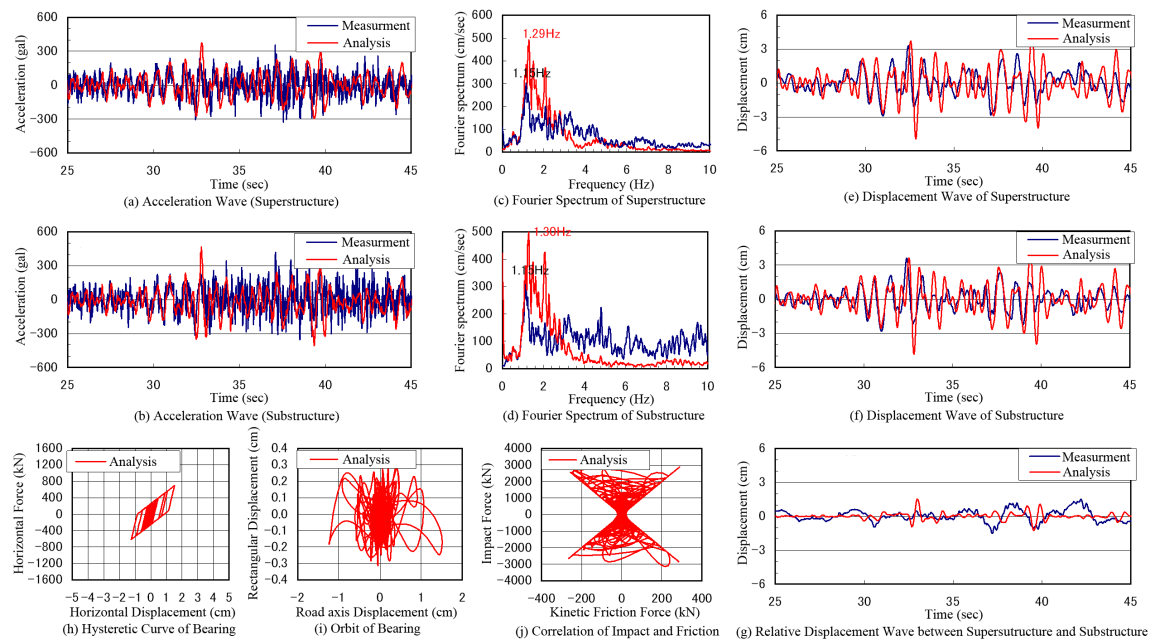 Acceleration (gal)
600
300
0
−300
−600
Measurment
Analysis
25
30
35
40
45
Time (sec)
(a) Acceleration Wave (Superstructure)
Fourier spectrum (cm/sec)
600
500
400
300
200
100
0
1.29Hz
1.15Hz
0
2
4
6
8
10
Frequency (Hz)
(c) Fourier Spectrum of Superstructure
Displacement (cm)
6
3
0
−3
−6
Measurment
Analysis
25
30
35
40
45
Time (sec)
(e) Displacement Wave of Superstructure
Acceleration (gal)
600
300
0
−300
−600
Measurment
Analysis
25
30
35
40
45
Time (sec)
(b) Acceleration Wave (Substructure)
Fourier spectrum (cm/sec)
500
400
300
200
100
0
1.30Hz
1.15Hz
0
2
4
6
8
10
Frequency (Hz)
(d) Fourier Spectrum of Substructure
Displacement (cm)
6
3
0
−3
−6
Measurment
Analysis
25
30
35
40
45
Time (sec)
(f) Displacement Wave of Substructure
Horizontal Force (kN)
1600
1200
800
400
0
−400
−800
−1200
−1600
Analysis
−5−4 −3 −2 −1 0 1 2 3 4 5
Horizontal Displacement (cm)
(h) Hysteretic Curve of Bearing
Rectangular Displacement (cm)
0.4
0.3
0.2
0.1
0.0
−0.1
−0.2
−0.3
−0.4
Analysis
−2
−1
0
1
2
Road axis Displacement (cm)
(i) Orbit of Bearing
Impact Force (kN)
4000
3000
2000
1000
0
−1000
−2000
−3000
−4000
Analysis
−400
−200
0
200
400
Kinetic Friction Force (kN)
(j) Correlation of Impact and Friction
Displacement (cm)
6
3
0
−3
−6
Measurment
Analysis
25
30
35
40
45
Time (sec)
(g) Relative Displacement Wave between Supersutructure and Substructure